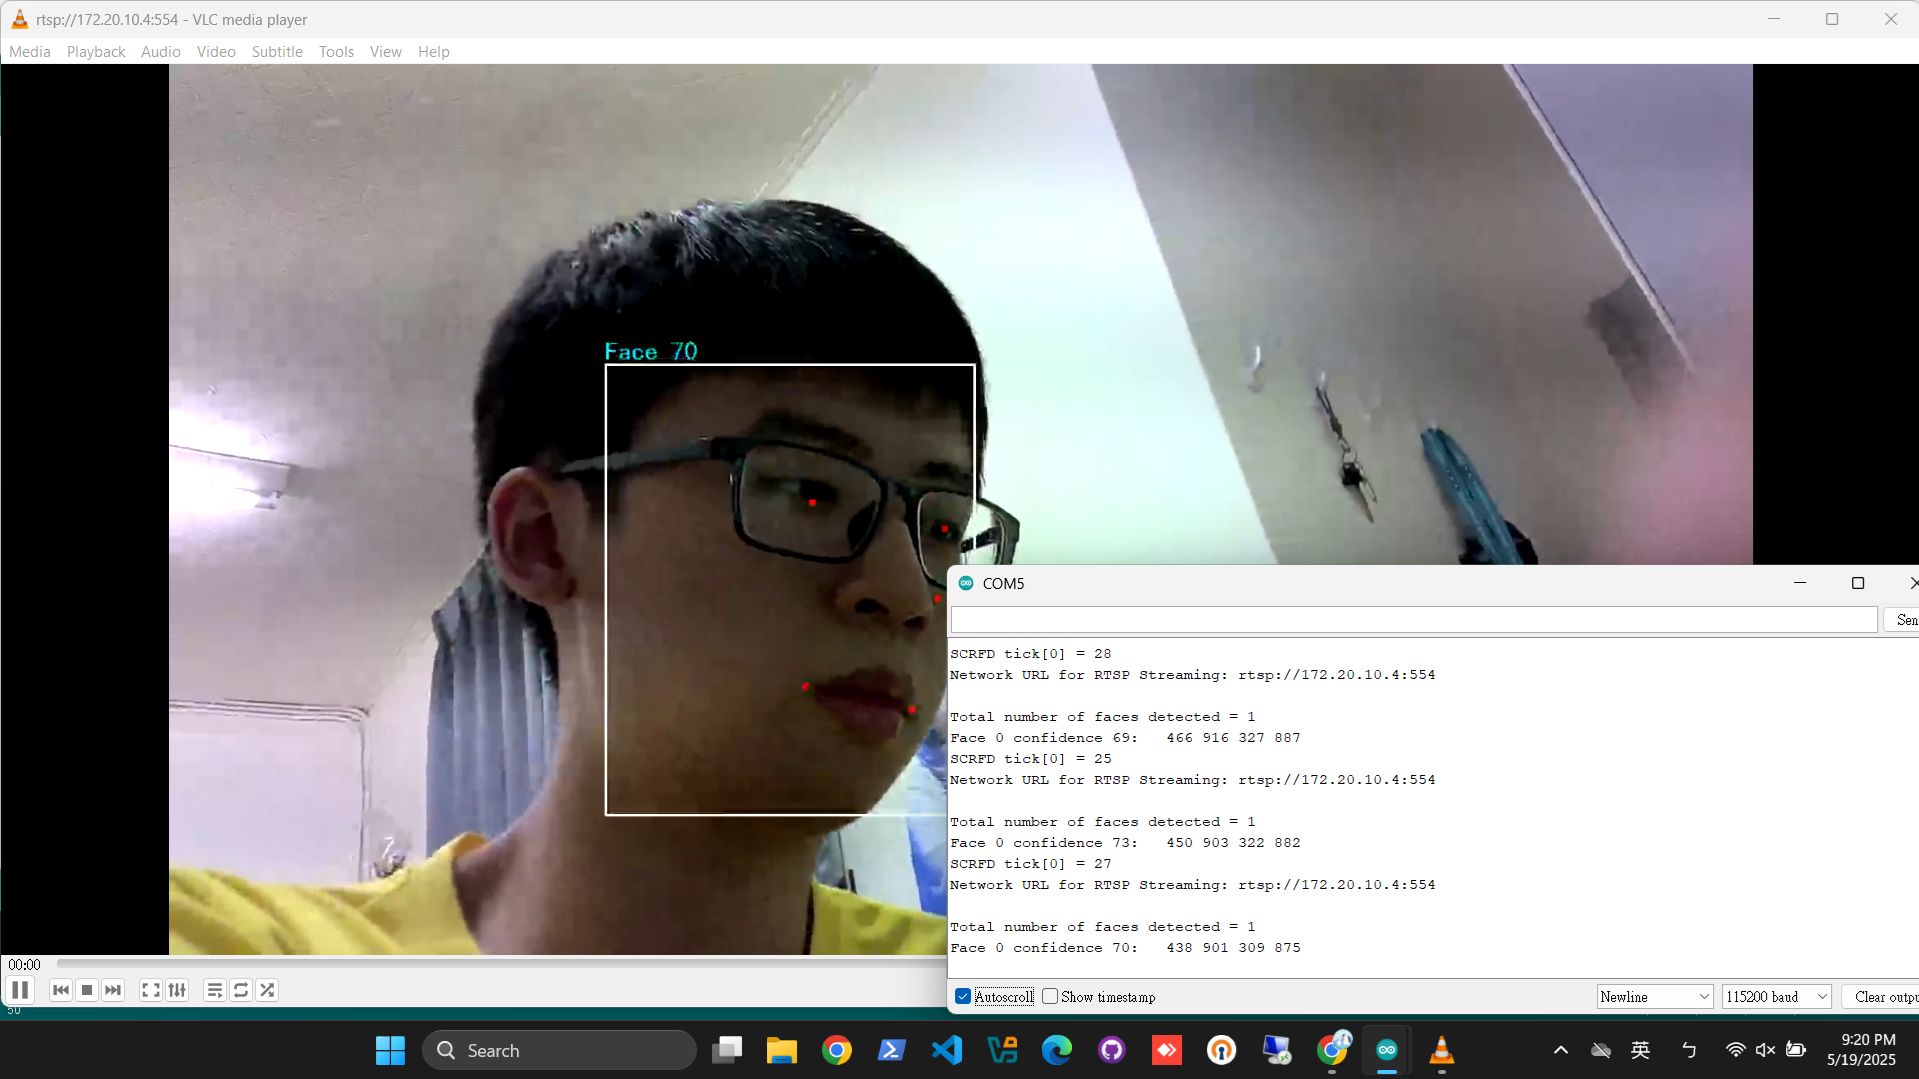 rtsp://172.20.10.4:554 - VLC media player
Media Playback Audio Video Subtitle Tools View Help
Face 70
COM5
Sen
SCRFD tick[0] = 28
Network URL for RTSP Streaming: rtsp://172.20.10.4:554
Total number of faces detected = 1
Face 0 confidence 69: 466 916 327 887
SCRFD tick[0] = 25
Network URL for RTSP Streaming: rtsp://172.20.10.4:554
Total number of faces detected = 1
Face 0 confidence 73: 450 903 322 882
SCRFD tick[0] = 27
Network URL for RTSP Streaming: rtsp://172.20.10.4:554
Total number of faces detected = 1
Face 0 confidence 70: 438 901 309 875
00:00
Autoscroll Show timestamp Newline 115200 baud Clear outpu
50
Search
英 ㄅ
9:20 PM
5/19/2025